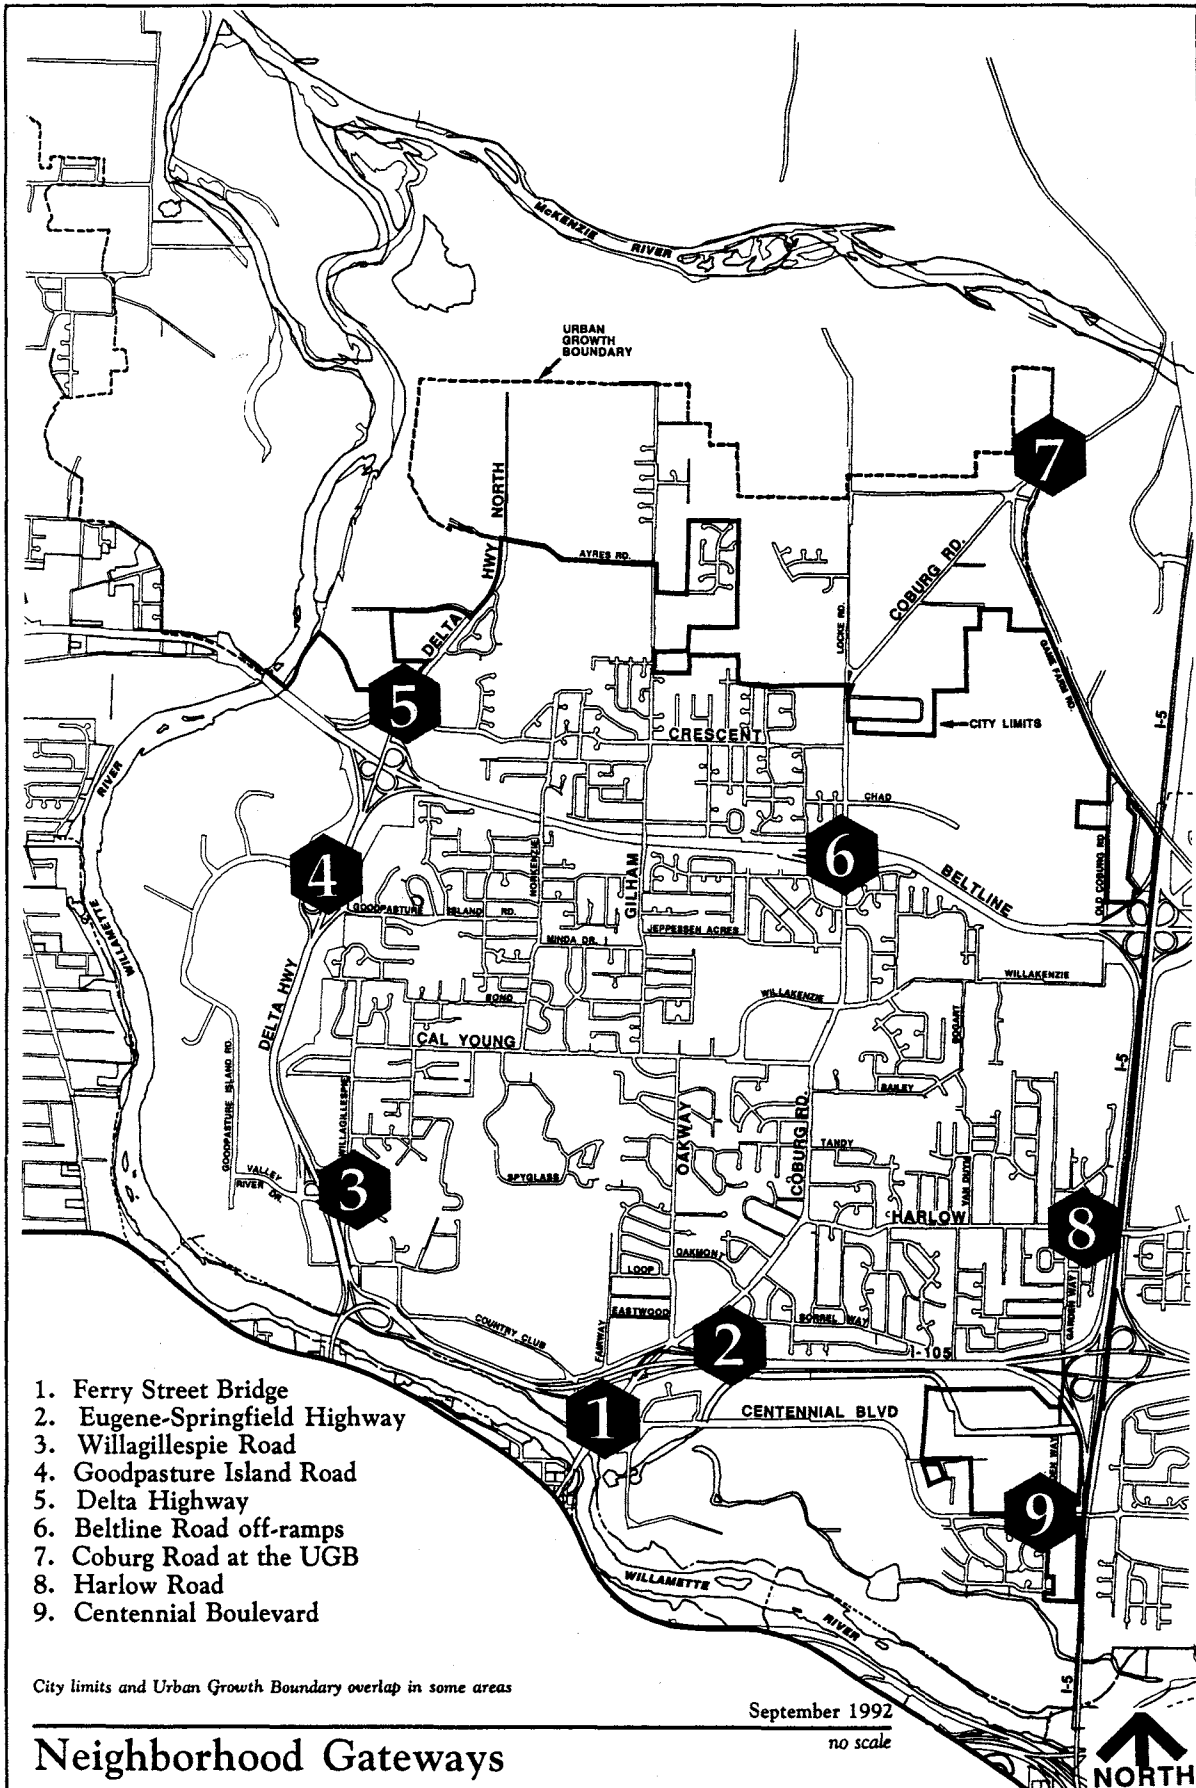 McKENZIE RIVER
URBAN
GROWTH
BOUNDARY
7
NORTH
HWY
DELTA
AYRES RD.
COBURG RD.
LOCKE RD.
GAME FARM RD.
I-5
5
CITY LIMITS
CRESCENT
RIVER
CHAD
6
BELTLINE
OLD COBURG RD
4
NORKENZIE
GILHAM
GOODPASTURE ISLAND RD.
JEPPESEN ACRES
MINDA DR.
WILLAMETTE
WILLAKENZIE
WILLAKENZIE
BOND
BOGART
DELTA HWY
CAL YOUNG
I-5
GOODPASTURE ISLAND RD.
WILLAGILLESPIE
BAILEY
OAKWAY
COBURG RD.
TANDY
VALLEY
RIVER DR.
3
SPYGLASS
VAN DUYN
HARLOW
8
OAKMONT
LOOP
EASTWOOD
GARDEN WAY
COUNTRY CLUB
FAIRWAY
SORREL WAY
2
I-105
1
CENTENNIAL BLVD
9
WILLAMETTE
RIVER
I-5
1. Ferry Street Bridge
2. Eugene-Springfield Highway
3. Willagillespie Road
4. Goodpasture Island Road
5. Delta Highway
6. Beltline Road off-ramps
7. Coburg Road at the UGB
8. Harlow Road
9. Centennial Boulevard
City limits and Urban Growth Boundary overlap in some areas
September 1992
no scale
Neighborhood Gateways
NORTH